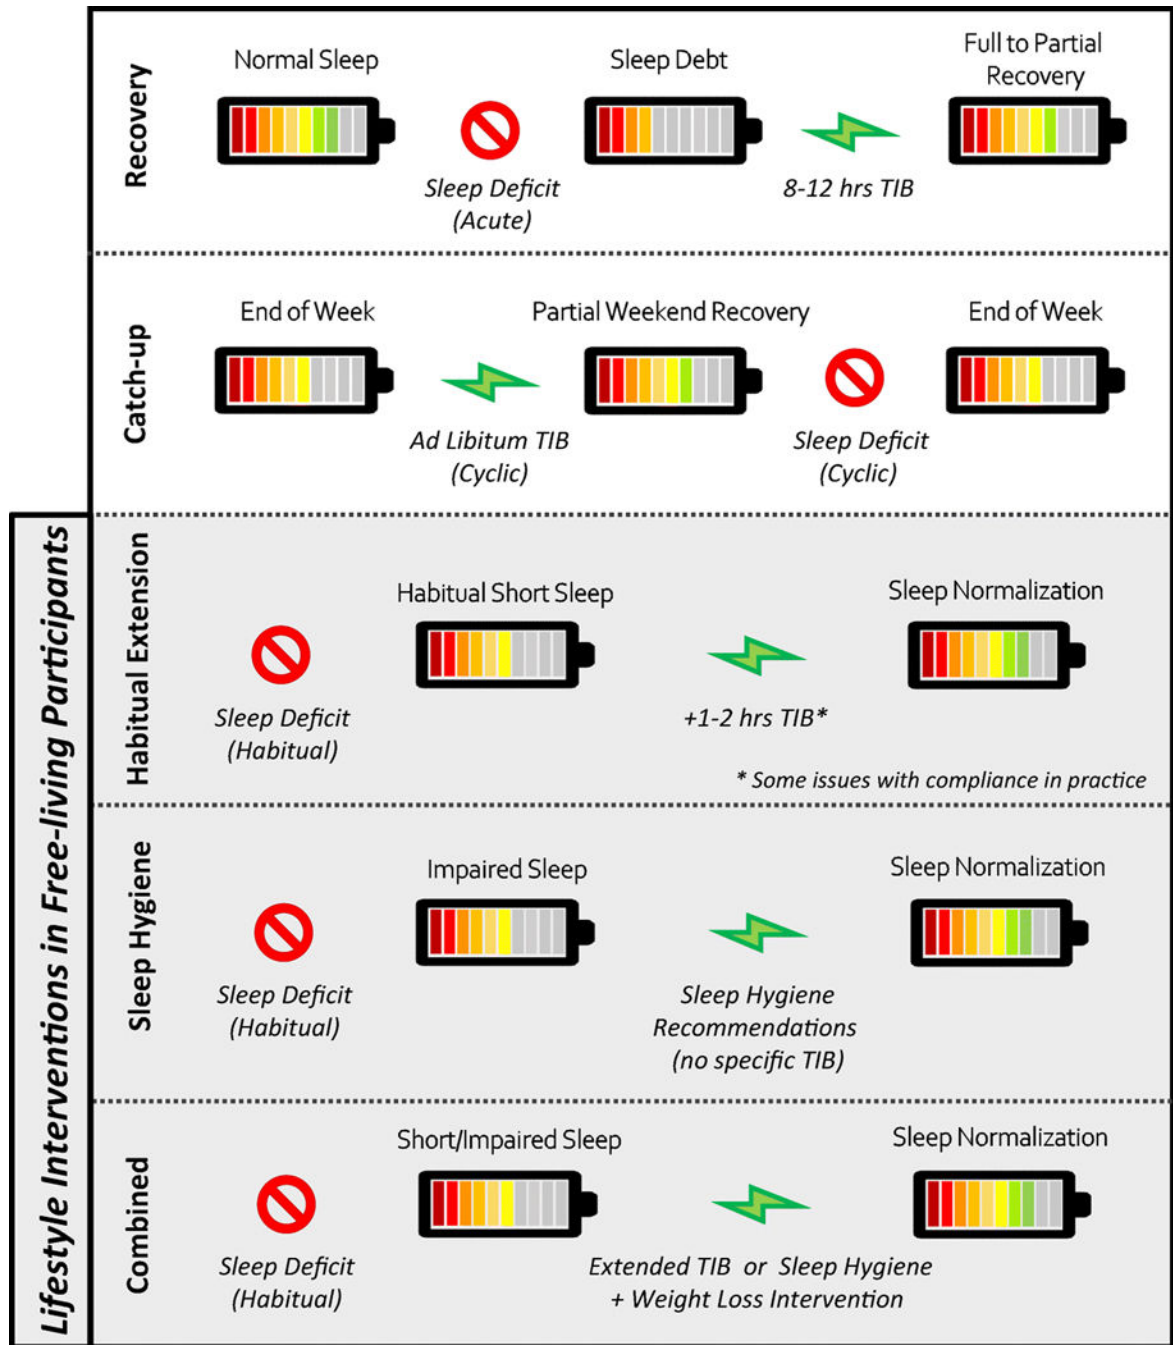 Lifestyle Interventions in Free-living Participants
Recovery
Normal Sleep
Sleep Deficit
(Acute)
Sleep Debt
8-12 hrs TIB
Full to Partial
Recovery
Catch-up
End of Week
Ad Libitum TIB
(Cyclic)
Partial Weekend Recovery
Sleep Deficit
(Cyclic)
End of Week
Habitual Extension
Sleep Deficit
(Habitual)
Habitual Short Sleep
+1-2 hrs TIB*
Sleep Normalization
* Some issues with compliance in practice
Sleep Hygiene
Sleep Deficit
(Habitual)
Impaired Sleep
Sleep Hygiene
Recommendations
(no specific TIB)
Sleep Normalization
Combined
Sleep Deficit
(Habitual)
Short/Impaired Sleep
Extended TIB or Sleep Hygiene
+ Weight Loss Intervention
Sleep Normalization